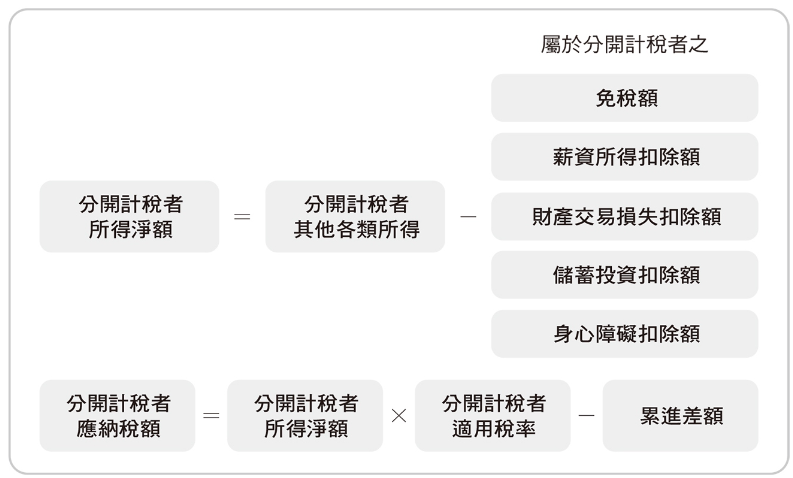 屬於分開計稅者之
免稅額
薪資所得扣除額
分開計稅者
所得淨額
=
分開計稅者
其他各類所得
−
財產交易損失扣除額
儲蓄投資扣除額
身心障礙扣除額
分開計稅者
應納稅額
=
分開計稅者
所得淨額
×
分開計稅者
適用稅率
−
累進差額